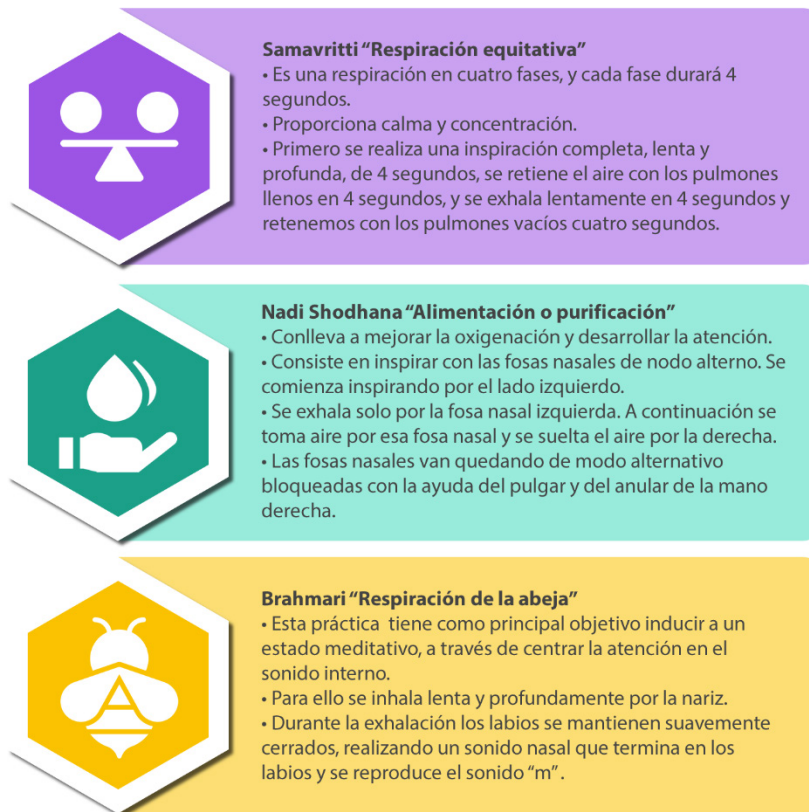 Samavritti “Respiración equitativa”
• Es una respiración en cuatro fases, y cada fase durará 4
segundos.
• Proporciona calma y concentración.
• Primero se realiza una inspiración completa, lenta y
profunda, de 4 segundos, se retiene el aire con los pulmones
llenos en 4 segundos, y se exhala lentamente en 4 segundos y
retenemos con los pulmones vacíos cuatro segundos.
Nadi Shodhana “Alimentación o purificación”
• Conlleva a mejorar la oxigenación y desarrollar la atención.
• Consiste en inspirar con las fosas nasales de nodo alterno. Se
comienza inspirando por el lado izquierdo.
• Se exhala solo por la fosa nasal izquierda. A continuación se
toma aire por esa fosa nasal y se suelta el aire por la derecha.
• Las fosas nasales van quedando de modo alternativo
bloqueadas con la ayuda del pulgar y del anular de la mano
derecha.
Brahmari “Respiración de la abeja”
• Esta práctica tiene como principal objetivo inducir a un
estado meditativo, a través de centrar la atención en el
sonido interno.
• Para ello se inhala lenta y profundamente por la nariz.
• Durante la exhalación los labios se mantienen suavemente
cerrados, realizando un sonido nasal que termina en los
labios y se reproduce el sonido “m”.